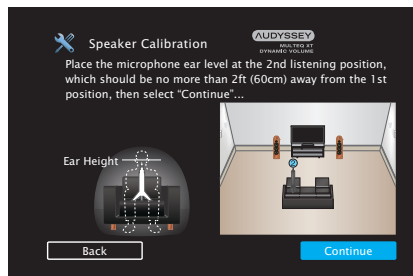 Speaker Calibration
AUDYSSEY
MULTEQ XT
DYNAMIC VOLUME
Place the microphone ear level at the 2nd listening position,
which should be no more than 2ft (60cm) away from the 1st
position, then select “Continue”...
Ear Height
2
Back
Continue